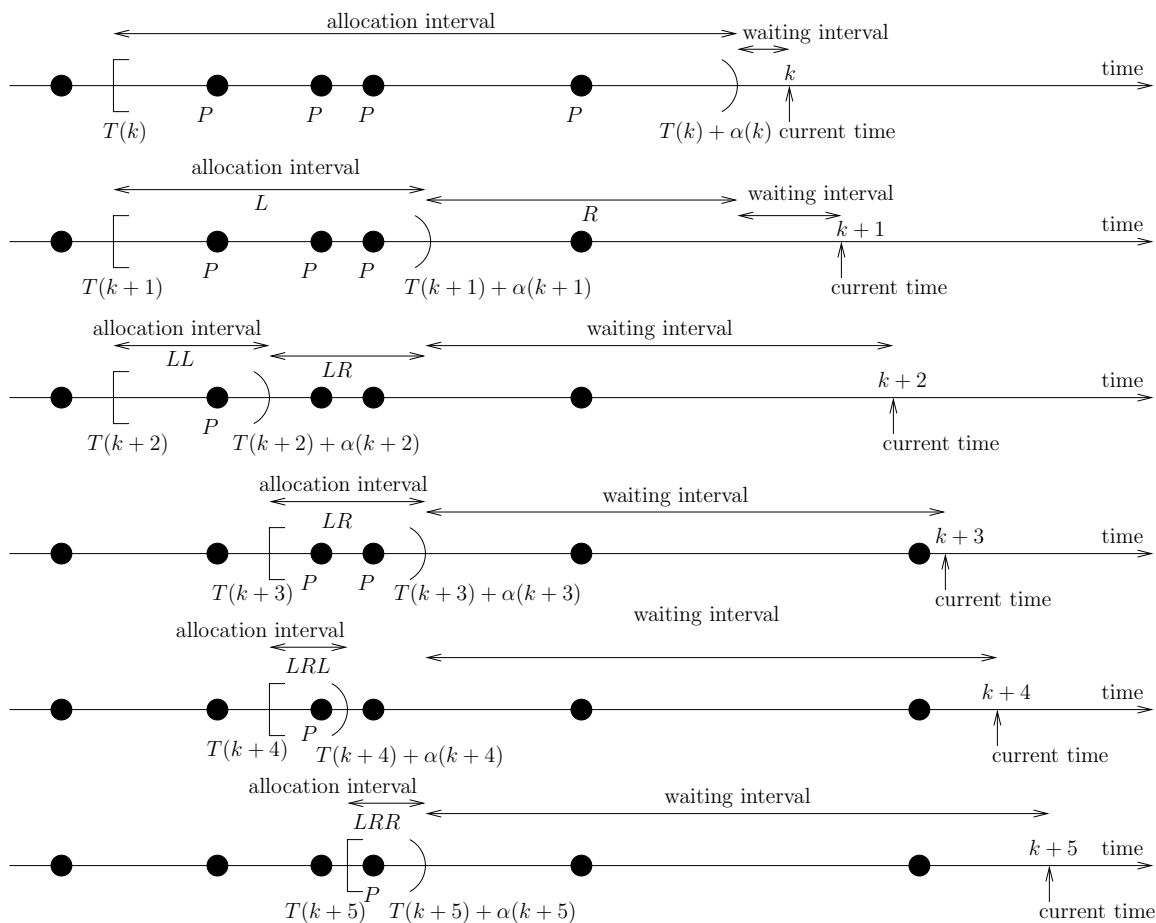 allocation interval
waiting interval
k
time
P P P P
T(k) T(k) + α(k) current time
allocation interval
waiting interval
L R
k + 1
time
P P P
T(k+1) T(k+1) + α(k+1) current time
allocation interval waiting interval
LL LR
k + 2
time
P
T(k+2) T(k+2) + α(k+2) current time
allocation interval waiting interval
LR
k + 3
time
P P
T(k+3) T(k+3) + α(k+3) current time
waiting interval
allocation interval
LRL
k + 4
time
P
T(k+4) T(k+4) + α(k+4) current time
allocation interval waiting interval
LRR
k + 5
time
P
T(k+5) T(k+5) + α(k+5) current time